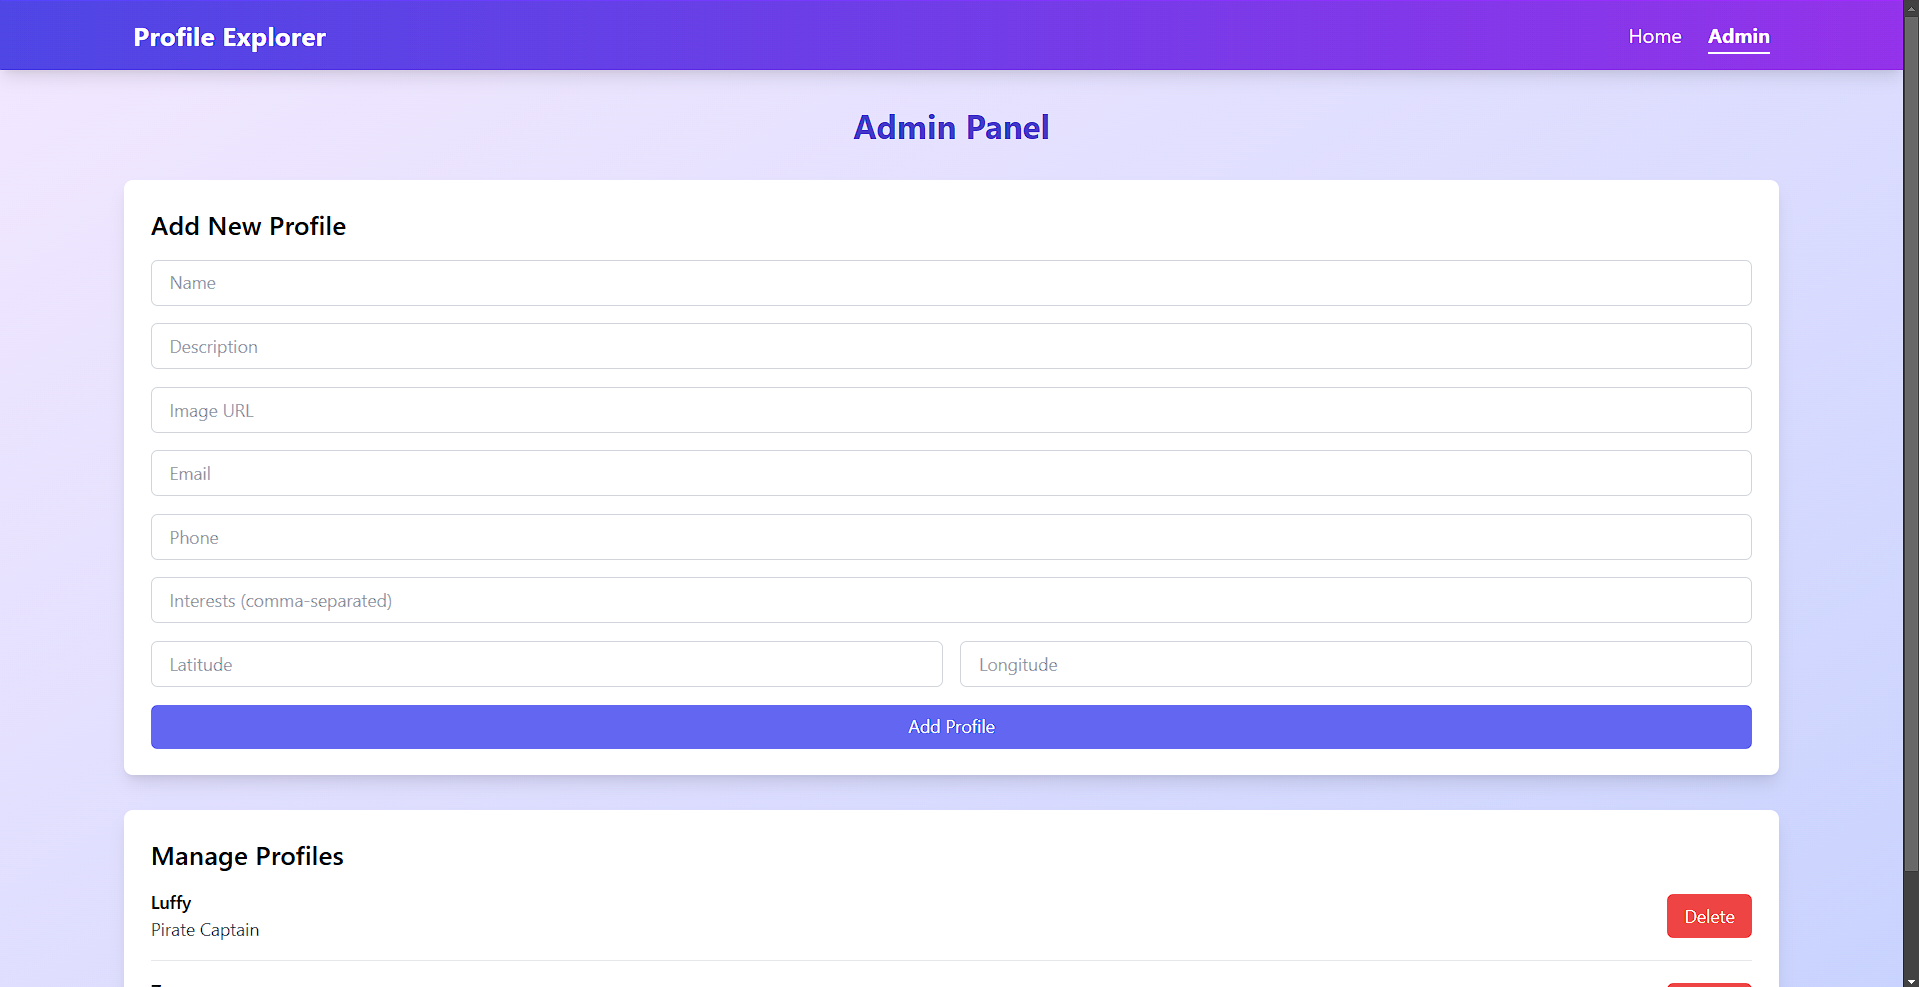 Profile Explorer
Home Admin
Admin Panel
Add New Profile
Name
Description
Image URL
Email
Phone
Interests (comma-separated)
Latitude Longitude
Add Profile
Manage Profiles
Luffy
Pirate Captain
Delete